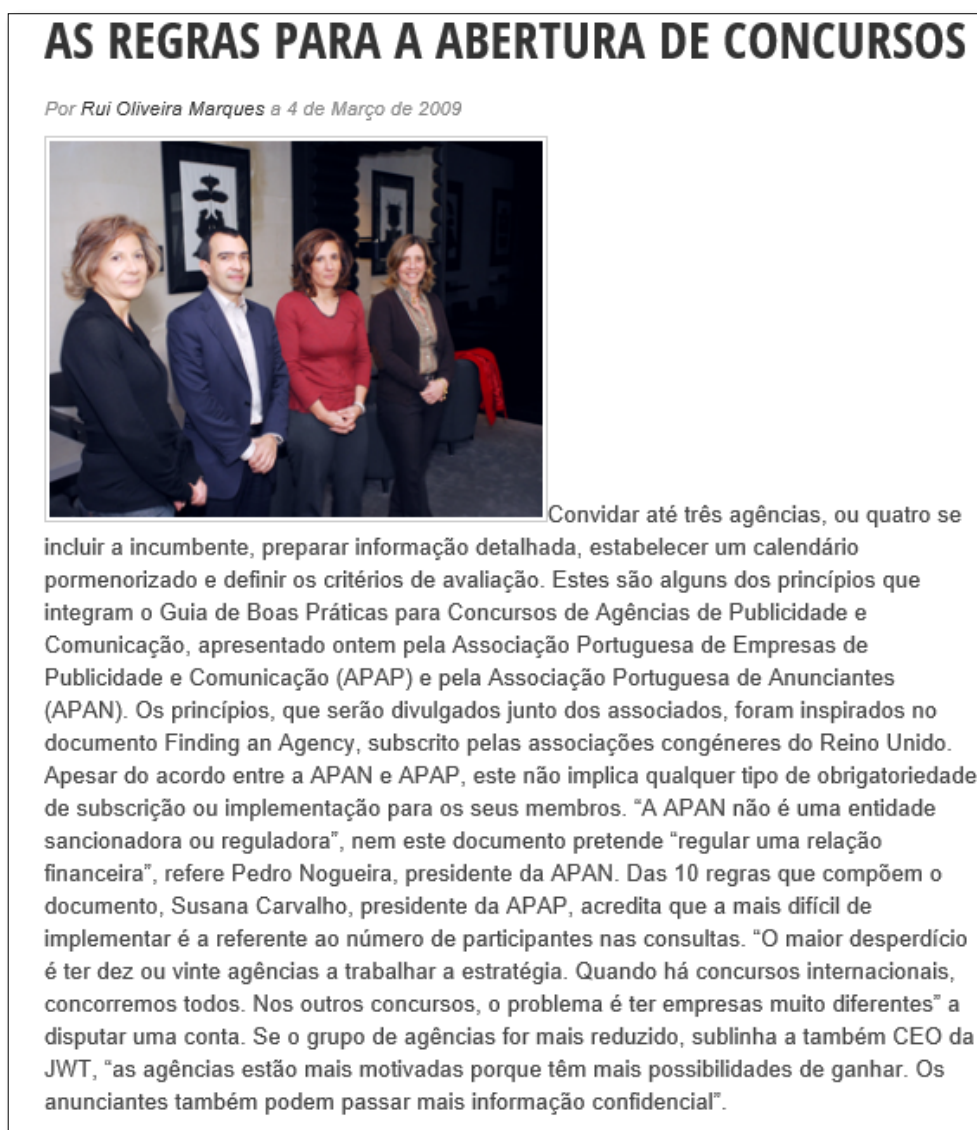 AS REGRAS PARA A ABERTURA DE CONCURSOS
Por Rui Oliveira Marques a 4 de Março de 2009
Convidar até três agências, ou quatro se
incluir a incumbente, preparar informação detalhada, estabelecer um calendário
pormenorizado e definir os critérios de avaliação. Estes são alguns dos princípios que
integram o Guia de Boas Práticas para Concursos de Agências de Publicidade e
Comunicação, apresentado ontem pela Associação Portuguesa de Empresas de
Publicidade e Comunicação (APAP) e pela Associação Portuguesa de Anunciantes
(APAN). Os princípios, que serão divulgados junto dos associados, foram inspirados no
documento Finding an Agency, subscrito pelas associações congéneres do Reino Unido.
Apesar do acordo entre a APAN e APAP, este não implica qualquer tipo de obrigatoriedade
de subscrição ou implementação para os seus membros. “A APAN não é uma entidade
sancionadora ou reguladora”, nem este documento pretende “regular uma relação
financeira”, refere Pedro Nogueira, presidente da APAN. Das 10 regras que compõem o
documento, Susana Carvalho, presidente da APAP, acredita que a mais difícil de
implementar é a referente ao número de participantes nas consultas. “O maior desperdício
é ter dez ou vinte agências a trabalhar a estratégia. Quando há concursos internacionais,
concorremos todos. Nos outros concursos, o problema é ter empresas muito diferentes” a
disputar uma conta. Se o grupo de agências for mais reduzido, sublinha a também CEO da
JWT, “as agências estão mais motivadas porque têm mais possibilidades de ganhar. Os
anunciantes também podem passar mais informação confidencial”.